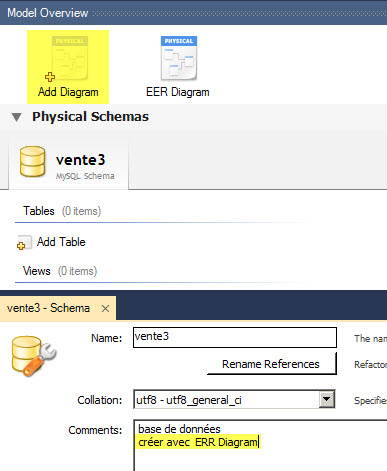 Model Overview
PHYSICAL
PHYSICAL
Add Diagram
EER Diagram
Physical Schemas
vente3
MySQL Schema
Tables (0 items)
Add Table
Views (0 items)
vente3 - Schema ×
Name: vente3 The nan
Rename References Refactor
Collation: utf8 - utf8_general_ci Specifies
Comments: base de données
créer avec ERR Diagram